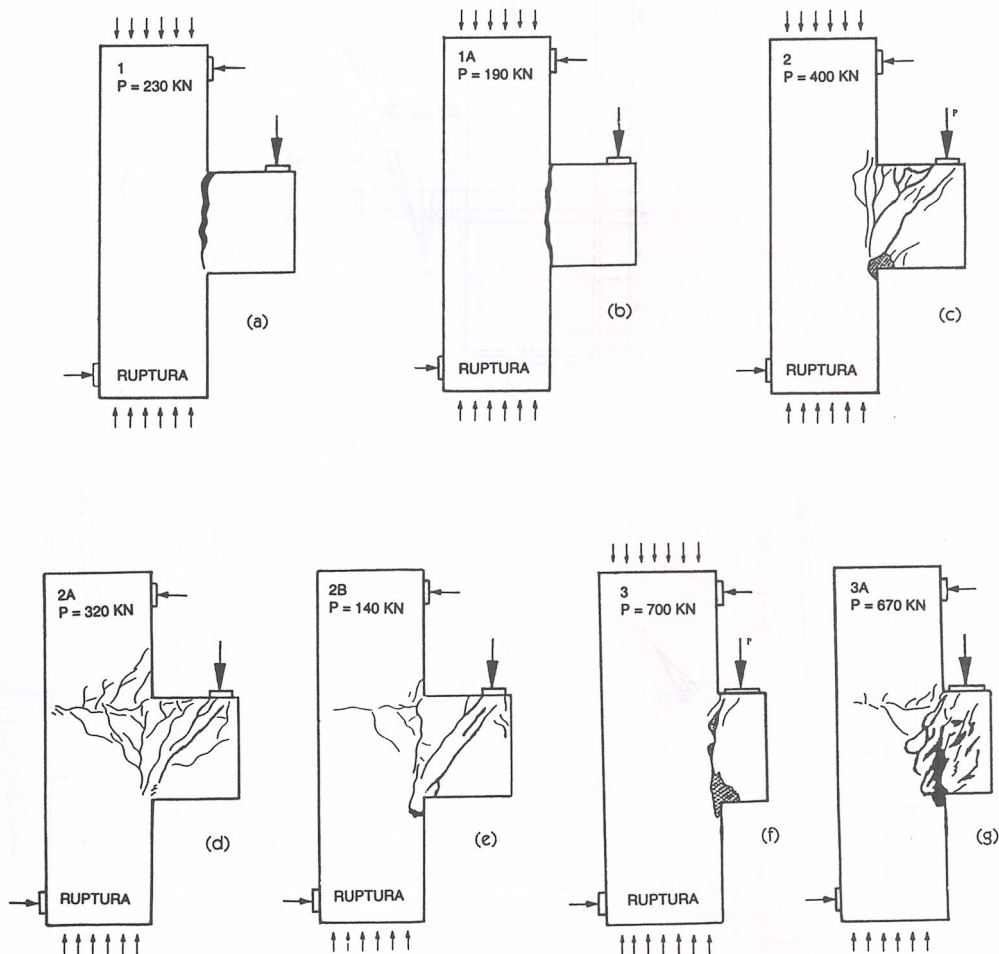 1
P = 230 KN
RUPTURA
(a)
1A
P = 190 KN
RUPTURA
(b)
2
P = 400 KN
P
RUPTURA
(c)
2A
P = 320 KN
RUPTURA
(d)
2B
P = 140 KN
RUPTURA
(e)
3
P = 700 KN
P
RUPTURA
(f)
3A
P = 670 KN
(g)